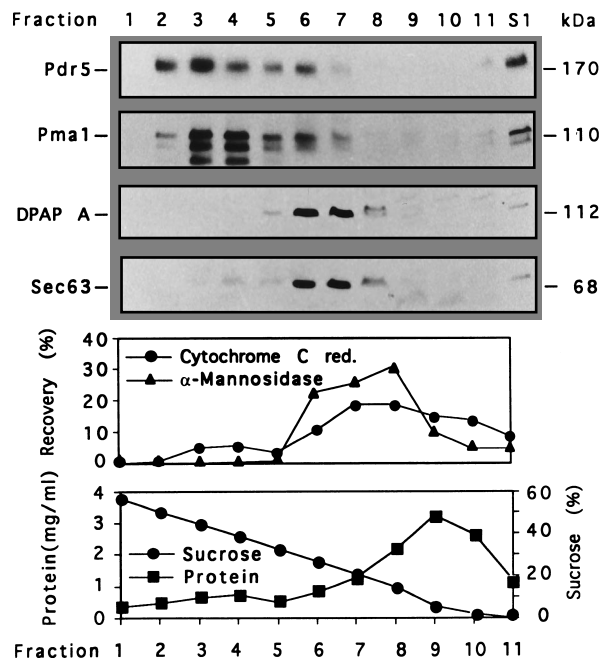 Fraction 1 2 3 4 5 6 7 8 9 10 11 S1 kDa
Pdr5 – – 170
Pma1 – – 110
DPAP A – – 112
Sec63 – – 68
Recovery (%)
40
30
20
10
0
Cytochrome C red.
α-Mannosidase
Protein(mg/ml)
4
3
2
1
0
Sucrose
Protein
60
40
20
0
Sucrose (%)
Fraction 1 2 3 4 5 6 7 8 9 10 11